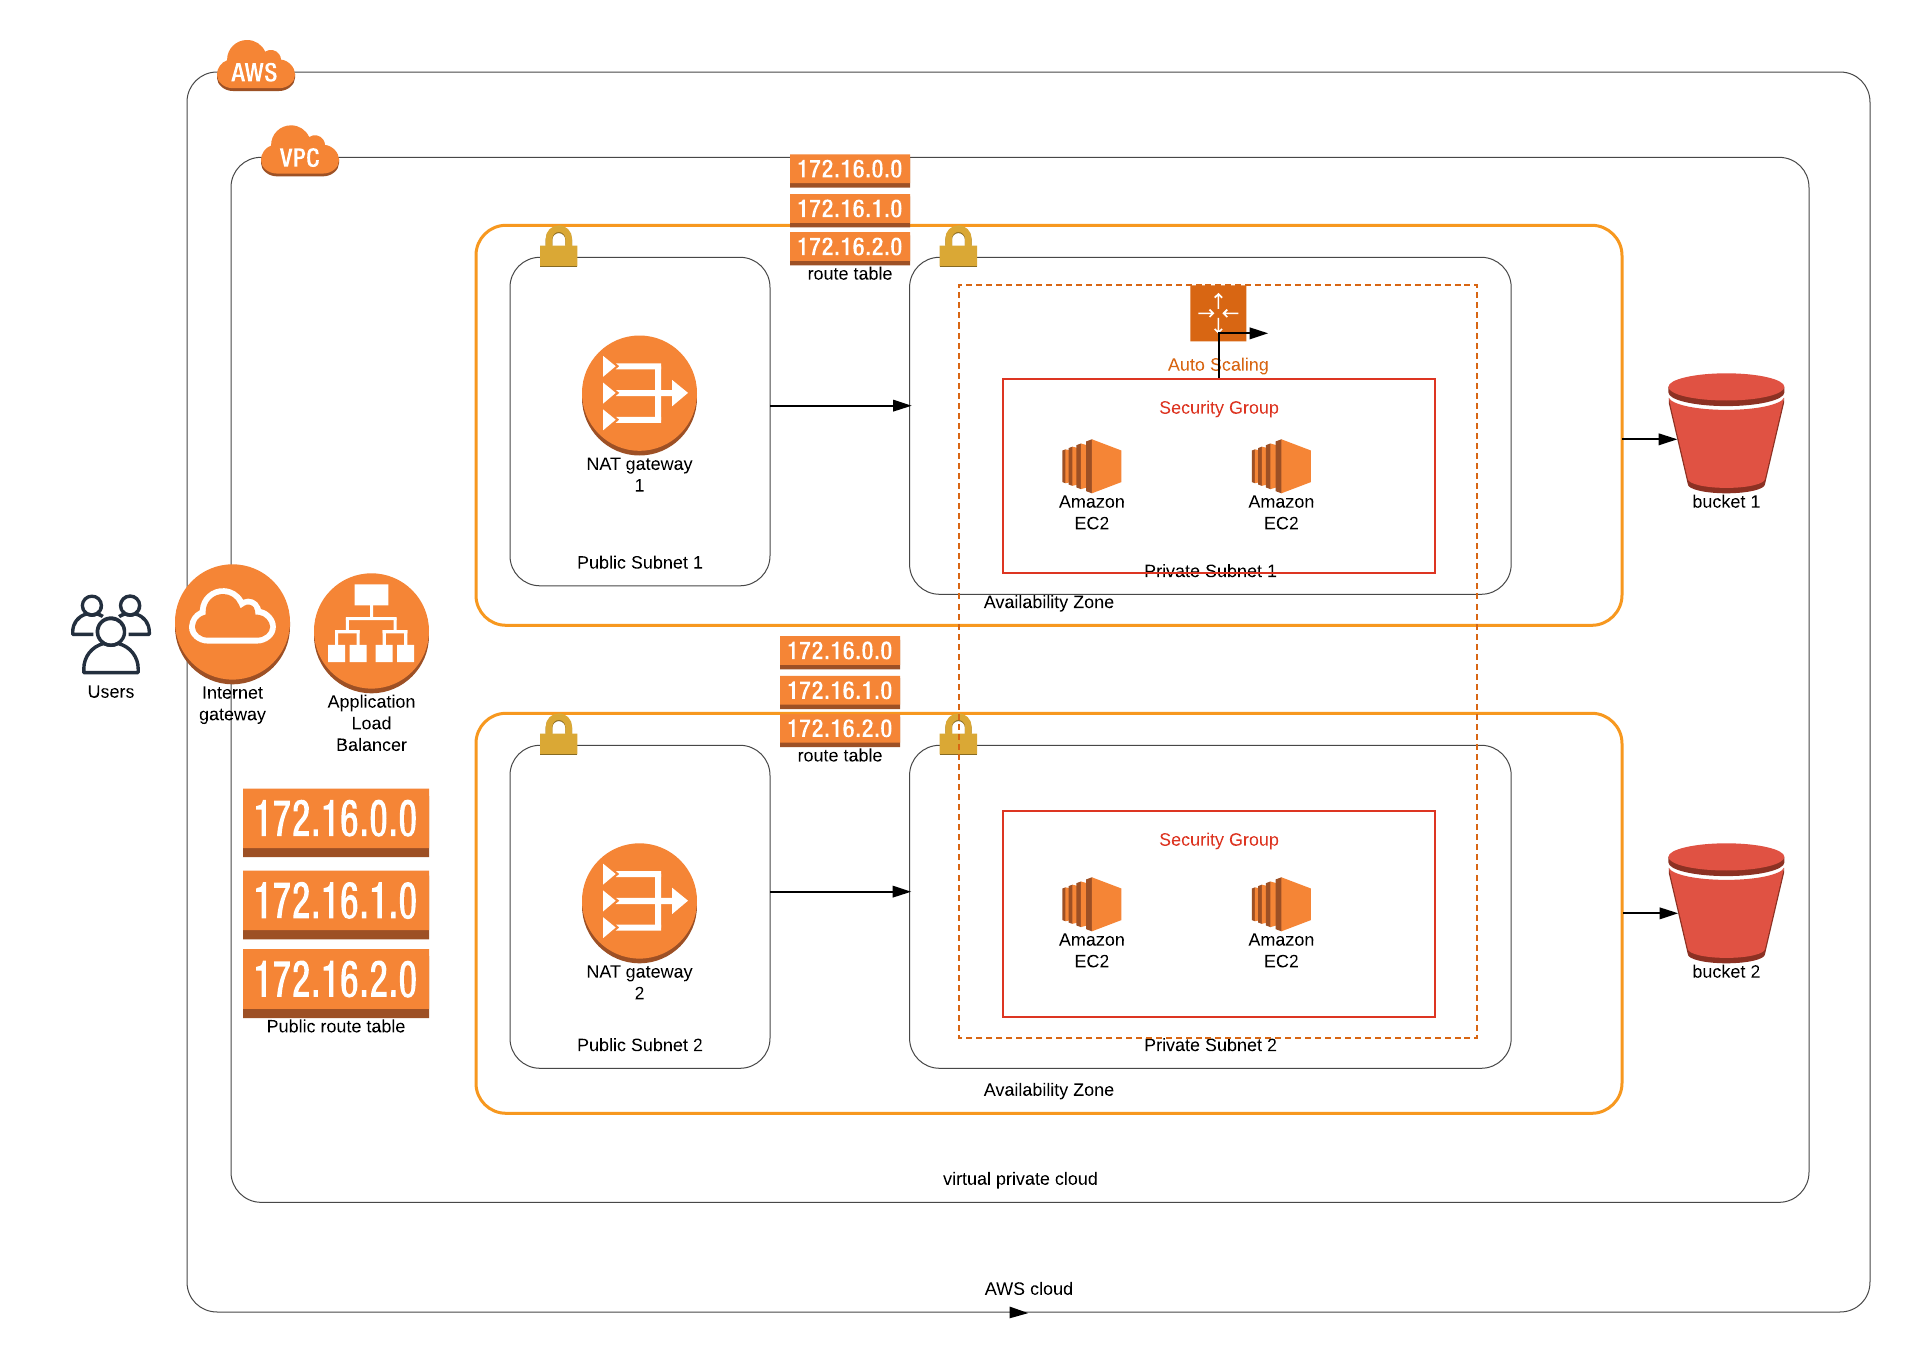 AWS
VPC
172.16.0.0
172.16.1.0
172.16.2.0
route table
Auto Scaling
Security Group
NAT gateway
1
Amazon
EC2
Amazon
EC2
bucket 1
Public Subnet 1
Private Subnet 1
Availability Zone
Users
Internet
gateway
Application
Load
Balancer
172.16.0.0
172.16.1.0
172.16.2.0
route table
172.16.0.0
172.16.1.0
172.16.2.0
Public route table
Security Group
NAT gateway
2
Amazon
EC2
Amazon
EC2
bucket 2
Public Subnet 2
Private Subnet 2
Availability Zone
virtual private cloud
AWS cloud